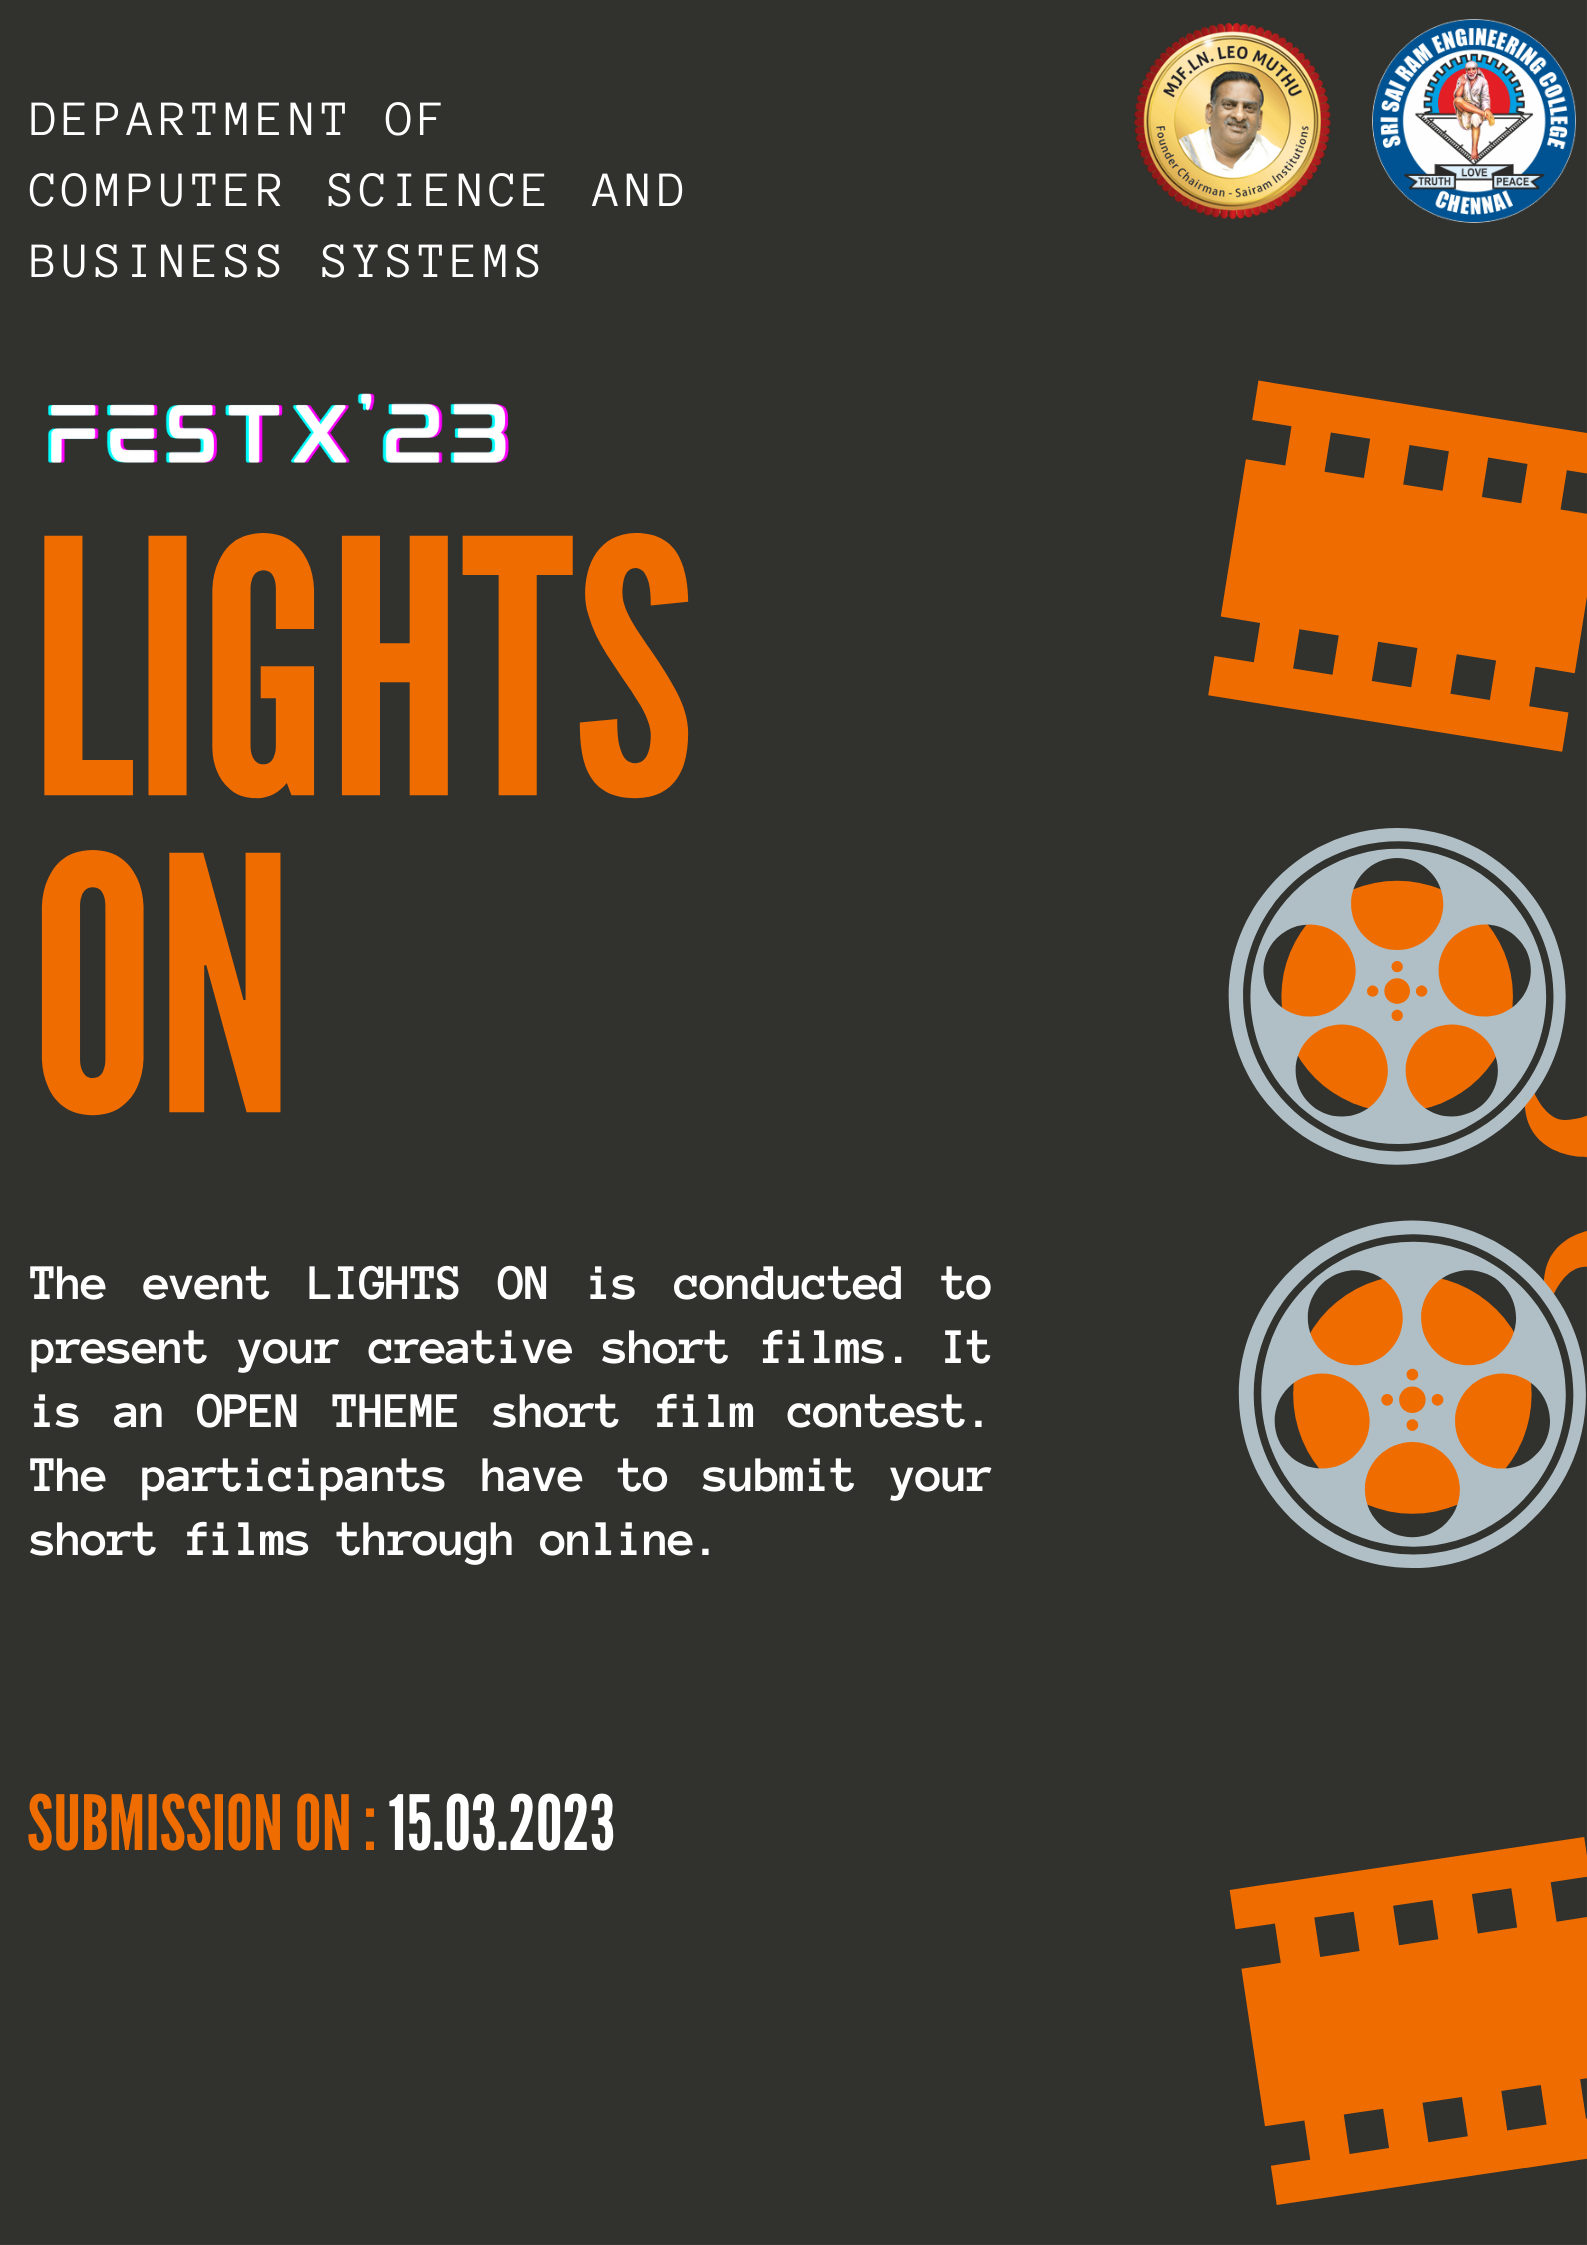 MJF.LN. LEO MUTHU
Founder Chairman - Sairam Institutions
SRI SAI RAM ENGINEERING COLLEGE
TRUTH LOVE PEACE
CHENNAI
DEPARTMENT OF
COMPUTER SCIENCE AND
BUSINESS SYSTEMS
FESTX'23
LIGHTS
ON
The event LIGHTS ON is conducted to
present your creative short films. It
is an OPEN THEME short film contest.
The participants have to submit your
short films through online.
SUBMISSION ON : 15.03.2023